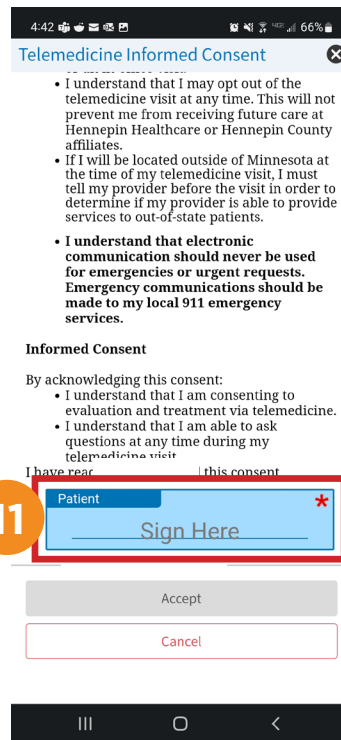 4:42 66%
Telemedicine Informed Consent
• I understand that I may opt out of the
telemedicine visit at any time. This will not
prevent me from receiving future care at
Hennepin Healthcare or Hennepin County
affiliates.
• If I will be located outside of Minnesota at
the time of my telemedicine visit, I must
tell my provider before the visit in order to
determine if my provider is able to provide
services to out-of-state patients.
• I understand that electronic
communication should never be used
for emergencies or urgent requests.
Emergency communications should be
made to my local 911 emergency
services.
Informed Consent
By acknowledging this consent:
• I understand that I am consenting to
evaluation and treatment via telemedicine.
• I understand that I am able to ask
questions at any time during my
telemedicine visit
I have read this consent
Patient *
11
Sign Here
Accept
Cancel